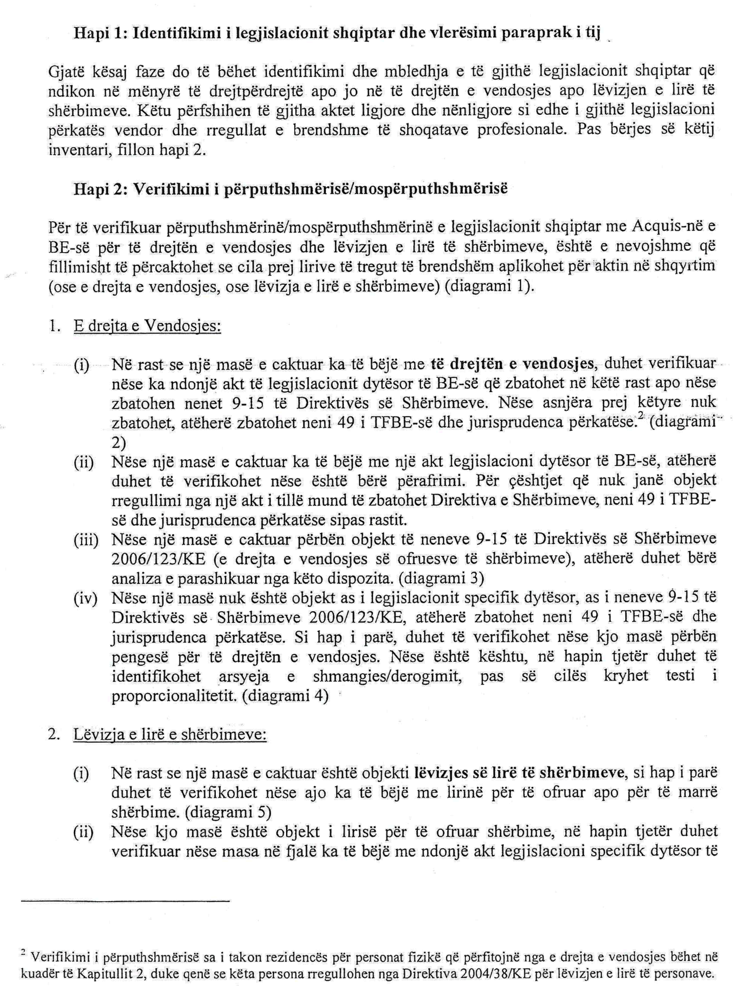 Hapi 1: Identifikimi i legjislacionit shqiptar dhe vlerësimi paraprak i tij
Gjatë kësaj faze do të bëhet identifikimi dhe mbledhja e të gjithë legjislacionit shqiptar që
ndikon në mënyrë të drejtpërdrejtë apo jo në të drejtën e vendosjes apo lëvizjen e lirë të
shërbimeve. Këtu përfshihen të gjitha aktet ligjore dhe nënligjore si edhe i gjithë legjislacioni
përkatës vendor dhe rregullat e brendshme të shoqatave profesionale. Pas bërjes së këtij
inventari, fillon hapi 2.
Hapi 2: Verifikimi i përputhshmërisë/mospërputhshmërisë
Për të verifikuar përputhshmërinë/mospërputhshmërinë e legjislacionit shqiptar me Acquis-në e
BE-së për të drejtën e vendosjes dhe lëvizjen e lirë të shërbimeve, është e nevojshme që
fillimisht të përcaktohet se cila prej lirive të tregut të brendshëm aplikohet për aktin në shqyrtim
(ose e drejta e vendosjes, ose lëvizja e lirë e shërbimeve) (diagrami 1).
1. E drejta e Vendosjes:
(i) Në rast se një masë e caktuar ka të bëjë me të drejtën e vendosjes, duhet verifikuar
nëse ka ndonjë akt të legjislacionit dytësor të BE-së që zbatohet në këtë rast apo nëse
zbatohen nenet 9-15 të Direktivës së Shërbimeve. Nëse asnjëra prej këtyre nuk
zbatohet, atëherë zbatohet neni 49 i TFBE-së dhe jurisprudenca përkatëse.² (diagrami
2)
(ii) Nëse një masë e caktuar ka të bëjë me një akt legjislacioni dytësor të BE-së, atëherë
duhet të verifikohet nëse është bërë përafrimi. Për çështjet që nuk janë objekt
rregullimi nga një akt i tillë mund të zbatohet Direktiva e Shërbimeve, neni 49 i TFBE-
së dhe jurisprudenca përkatëse sipas rastit.
(iii) Nëse një masë e caktuar përbën objekt të neneve 9-15 të Direktivës së Shërbimeve
2006/123/KE (e drejta e vendosjes së ofruesve të shërbimeve), atëherë duhet bërë
analiza e parashikuar nga këto dispozita. (diagrami 3)
(iv) Nëse një masë nuk është objekt as i legjislacionit specifik dytësor, as i neneve 9-15 të
Direktivës së Shërbimeve 2006/123/KE, atëherë zbatohet neni 49 i TFBE-së dhe
jurisprudenca përkatëse. Si hap i parë, duhet të verifikohet nëse kjo masë përbën
pengesë për të drejtën e vendosjes. Nëse është kështu, në hapin tjetër duhet të
identifikohet arsyeja e shmangies/derogimit, pas së cilës kryhet testi i
proporcionalitetit. (diagrami 4)
2. Lëvizja e lirë e shërbimeve:
(i) Në rast se një masë e caktuar është objekti lëvizjes së lirë të shërbimeve, si hap i parë
duhet të verifikohet nëse ajo ka të bëjë me lirinë për të ofruar apo për të marrë
shërbime. (diagrami 5)
(ii) Nëse kjo masë është objekt i lirisë për të ofruar shërbime, në hapin tjetër duhet
verifikuar nëse masa në fjalë ka të bëjë me ndonjë akt legjislacioni specifik dytësor të
² Verifikimi i përputhshmërisë sa i takon rezidencës për personat fizikë që përfitojnë nga e drejta e vendosjes bëhet në
kuadër të Kapitullit 2, duke qenë se këta persona rregullohen nga Direktiva 2004/38/KE për lëvizjen e lirë të personave.